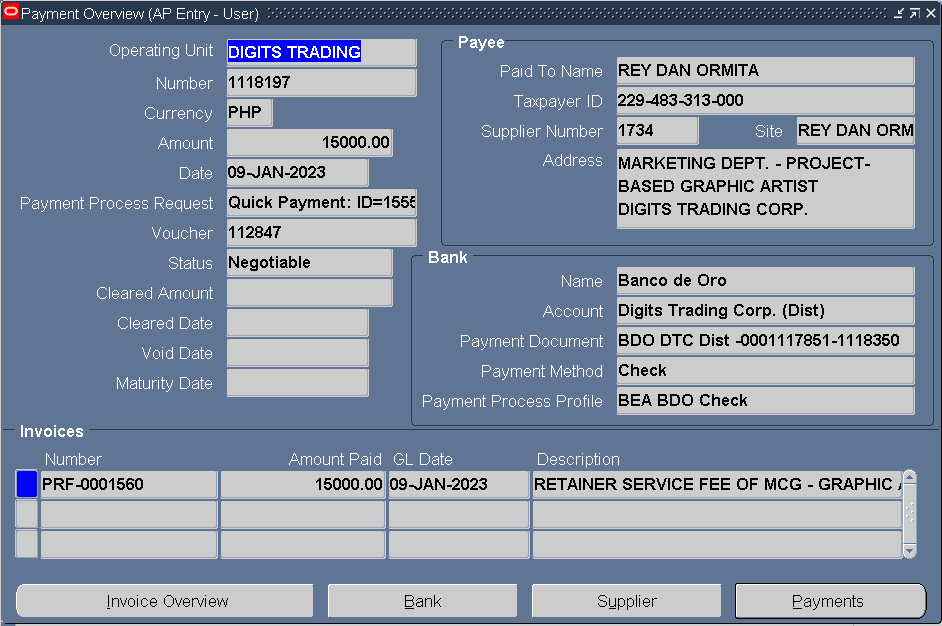 Payment Overview (AP Entry - User)
Operating Unit DIGITS TRADING
Number 1118197
Currency PHP
Amount 15000.00
Date 09-JAN-2023
Payment Process Request Quick Payment: ID=1555
Voucher 112847
Status Negotiable
Cleared Amount
Cleared Date
Void Date
Maturity Date
Payee
Paid To Name REY DAN ORMITA
Taxpayer ID 229-483-313-000
Supplier Number 1734 Site REY DAN ORM
Address MARKETING DEPT. - PROJECT-
BASED GRAPHIC ARTIST
DIGITS TRADING CORP.
Bank
Name Banco de Oro
Account Digits Trading Corp. (Dist)
Payment Document BDO DTC Dist -0001117851-1118350
Payment Method Check
Payment Process Profile BEA BDO Check
Invoices
Number Amount Paid GL Date Description
PRF-0001560 15000.00 09-JAN-2023 RETAINER SERVICE FEE OF MCG - GRAPHIC
Invoice Overview Bank Supplier Payments